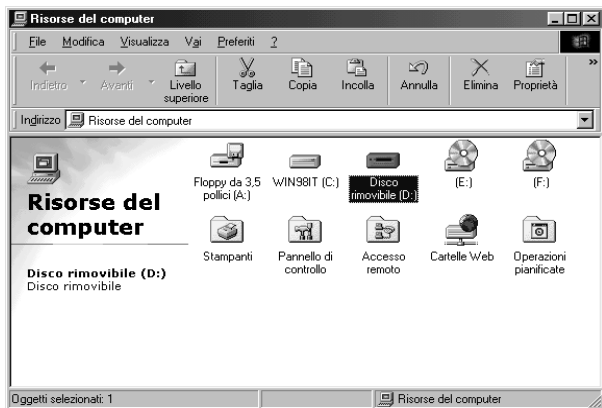 Risorse del computer
File Modifica Visualizza Vai Preferiti ?
Indietro Avanti Livello superiore Taglia Copia Incolla Annulla Elimina Proprietà »
Indirizzo Risorse del computer
Floppy da 3,5 pollici (A:)
WIN98IT (C:)
Disco rimovibile (D:)
(E:)
(F:)
Risorse del
computer
Stampanti
Pannello di controllo
Accesso remoto
Cartelle Web
Operazioni pianificate
Disco rimovibile (D:)
Disco rimovibile
Oggetti selezionati: 1
Risorse del computer